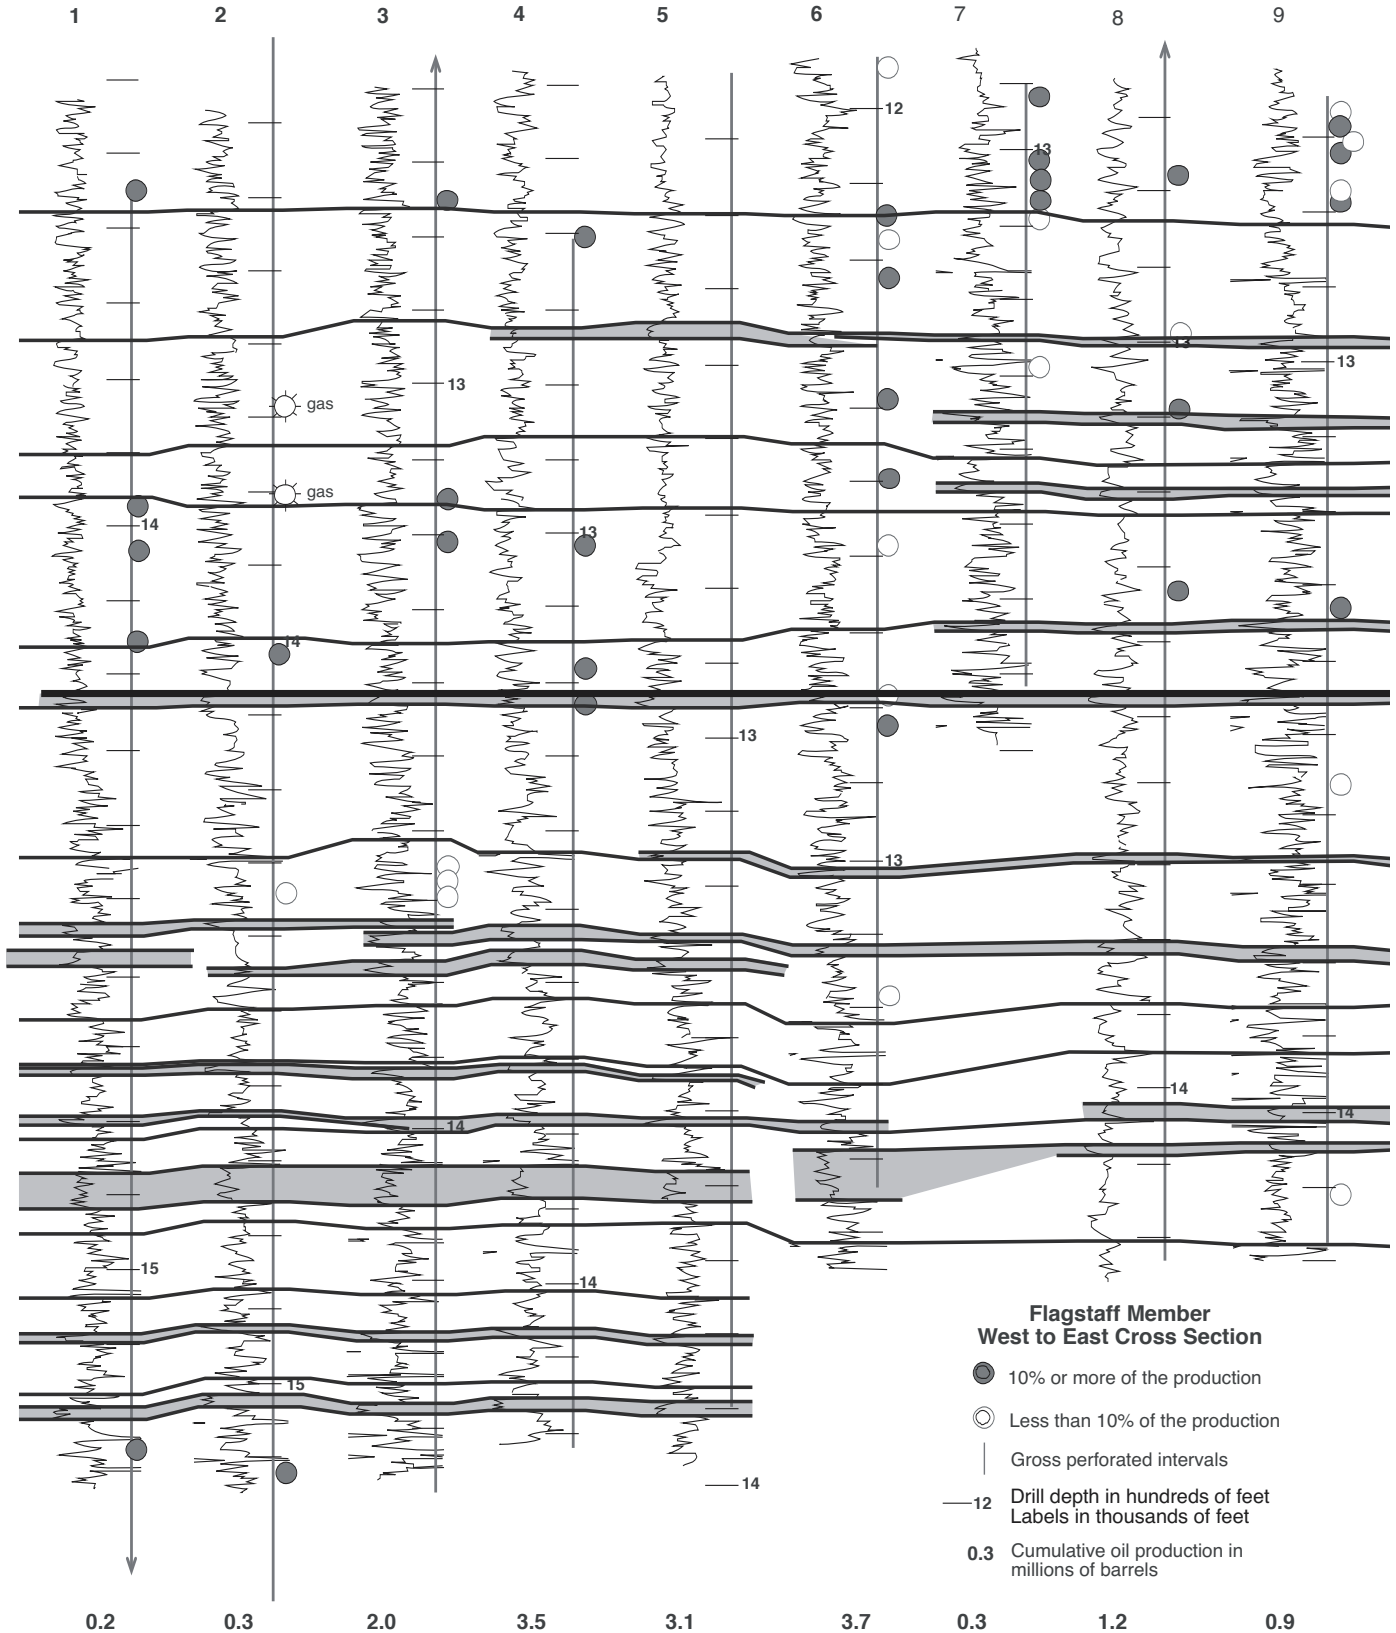 1 2 3 4 5 6 7 8 9
12
13
13
13
13
gas
13
gas
14
13
14
13
13
14
14
14
15
14
15
14
Flagstaff Member
West to East Cross Section
10% or more of the production
Less than 10% of the production
Gross perforated intervals
12 Drill depth in hundreds of feet
Labels in thousands of feet
0.3 Cumulative oil production in
millions of barrels
0.2 0.3 2.0 3.5 3.1 3.7 0.3 1.2 0.9